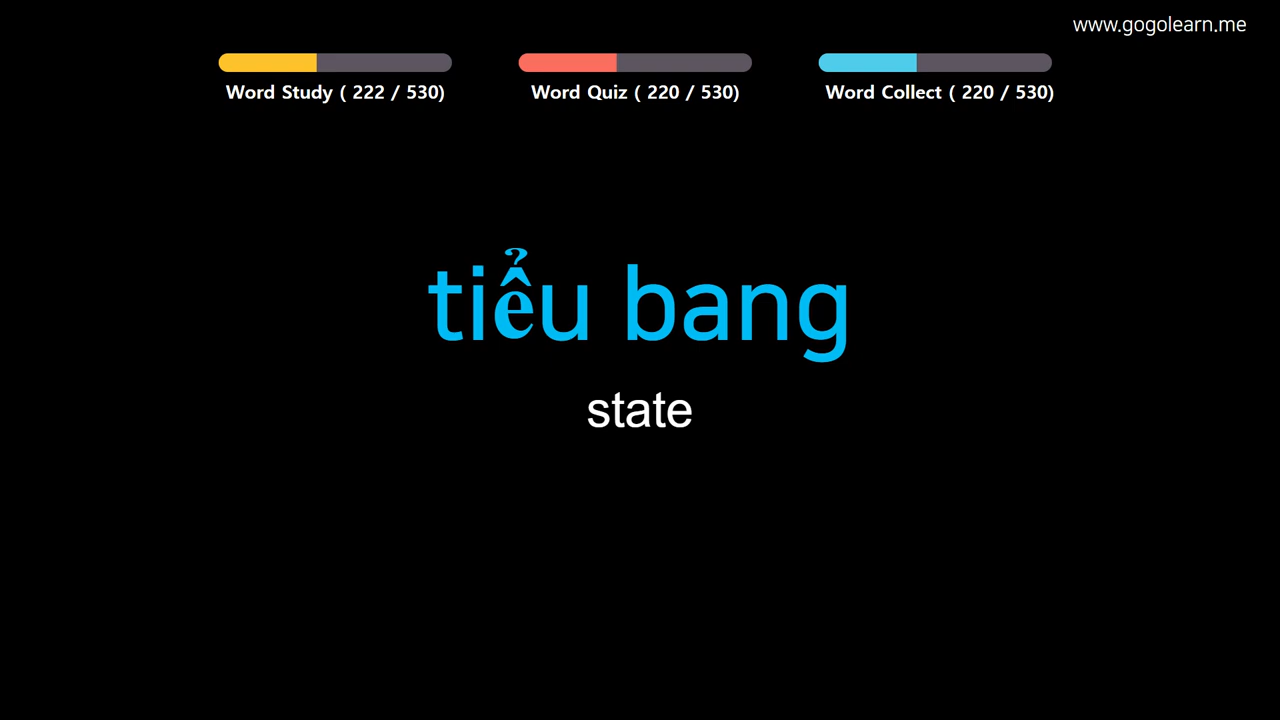 www.gogolearn.me
Word Study ( 222 / 530)
Word Quiz ( 220 / 530)
Word Collect ( 220 / 530)
tiểu bang
state